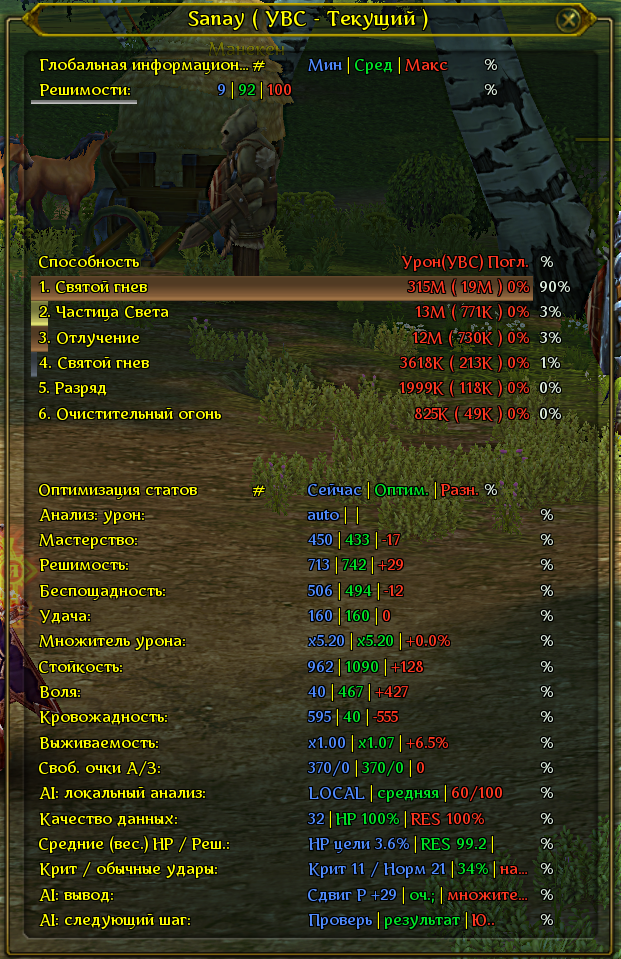 Sanay ( УВС - Текущий )
Манекен
Глобальная информацион... # Мин | Сред | Макс %
Решимости: 9 | 92 | 100 %
Способность Урон(УВС) Погл. %
1. Святой гнев 315M ( 19M ) 0% 90%
2. Частица Света 13M ( 771K ) 0% 3%
3. Отлучение 12M ( 730K ) 0% 3%
4. Святой гнев 3618K ( 213K ) 0% 1%
5. Разряд 1999K ( 118K ) 0% 0%
6. Очистительный огонь 825K ( 49K ) 0% 0%
Оптимизация статов # Сейчас | Оптим. | Разн. %
Анализ: урон: auto | | %
Мастерство: 450 | 433 | -17 %
Решимость: 713 | 742 | +29 %
Беспощадность: 506 | 494 | -12 %
Удача: 160 | 160 | 0 %
Множитель урона: x5.20 | x5.20 | +0.0% %
Стойкость: 962 | 1090 | +128 %
Воля: 40 | 467 | +427 %
Кровожадность: 595 | 40 | -555 %
Выживаемость: x1.00 | x1.07 | +6.5% %
Своб. очки А/З: 370/0 | 370/0 | 0 %
AI: локальный анализ: LOCAL | средняя | 60/100 %
Качество данных: 32 | HP 100% | RES 100% %
Средние (вес.) HP / Реш.: HP цели 3.6% | RES 99.2 | %
Крит / обычные удары: Крит 11 / Норм 21 | 34% | на... %
AI: вывод: Сдвиг Р +29 | оч.; | множите... %
AI: следующий шаг: Проверь | результат | Ю.. %